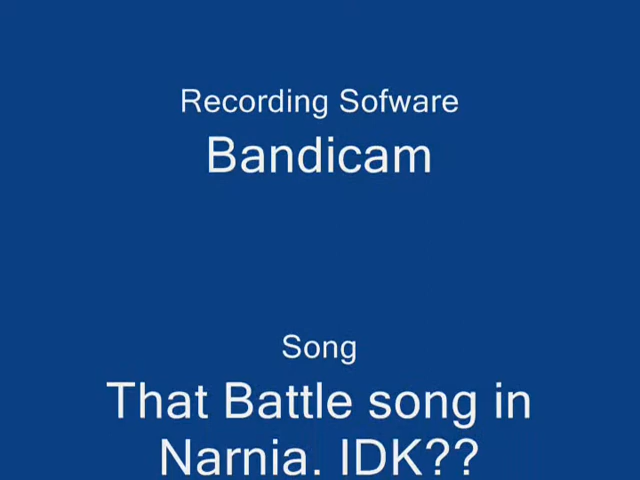 Recording Sofware
Bandicam
Song
That Battle song in
Narnia. IDK??